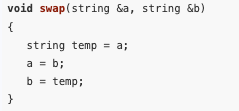 void swap(string &a, string &b)
{
   string temp = a;
   a = b;
   b = temp;
}